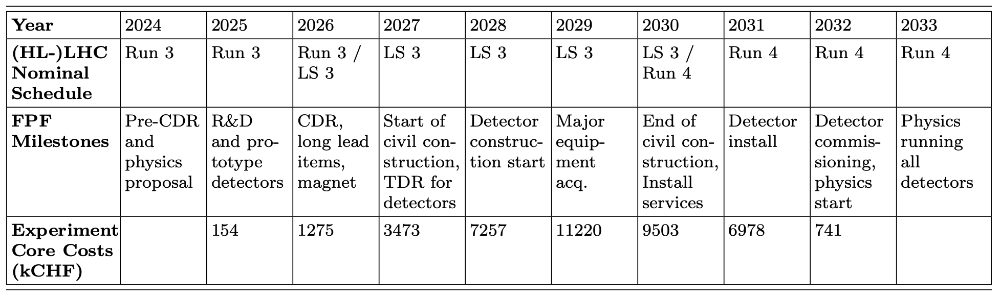 Year 2024 2025 2026 2027 2028 2029 2030 2031 2032 2033
(HL-)LHC Run 3 Run 3 Run 3 / LS 3 LS 3 LS 3 LS 3 / Run 4 Run 4 Run 4
Nominal LS 3 Run 4
Schedule
FPF Pre-CDR R&D CDR, Start of Detector Major End of Detector Detector Physics
Milestones and and pro- long lead civil con- construc- equip- civil con- install commis- running
physics totype items, struction, tion start ment struction, sioning, all
proposal detectors magnet TDR for acq. Install physics detectors
detectors services start
Experiment 154 1275 3473 7257 11220 9503 6978 741
Core Costs
(kCHF)